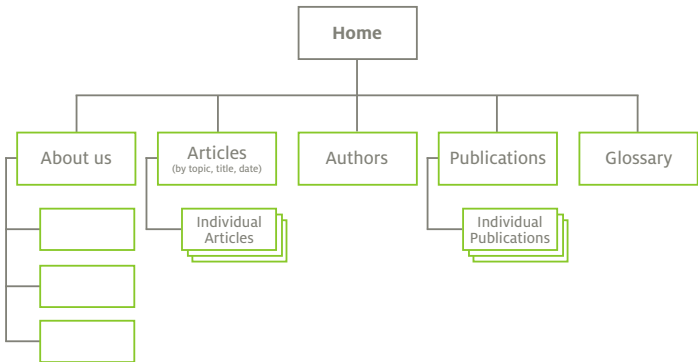 Home
About us
Articles
(by topic, title, date)
Authors
Publications
Glossary
Individual
Articles
Individual
Publications